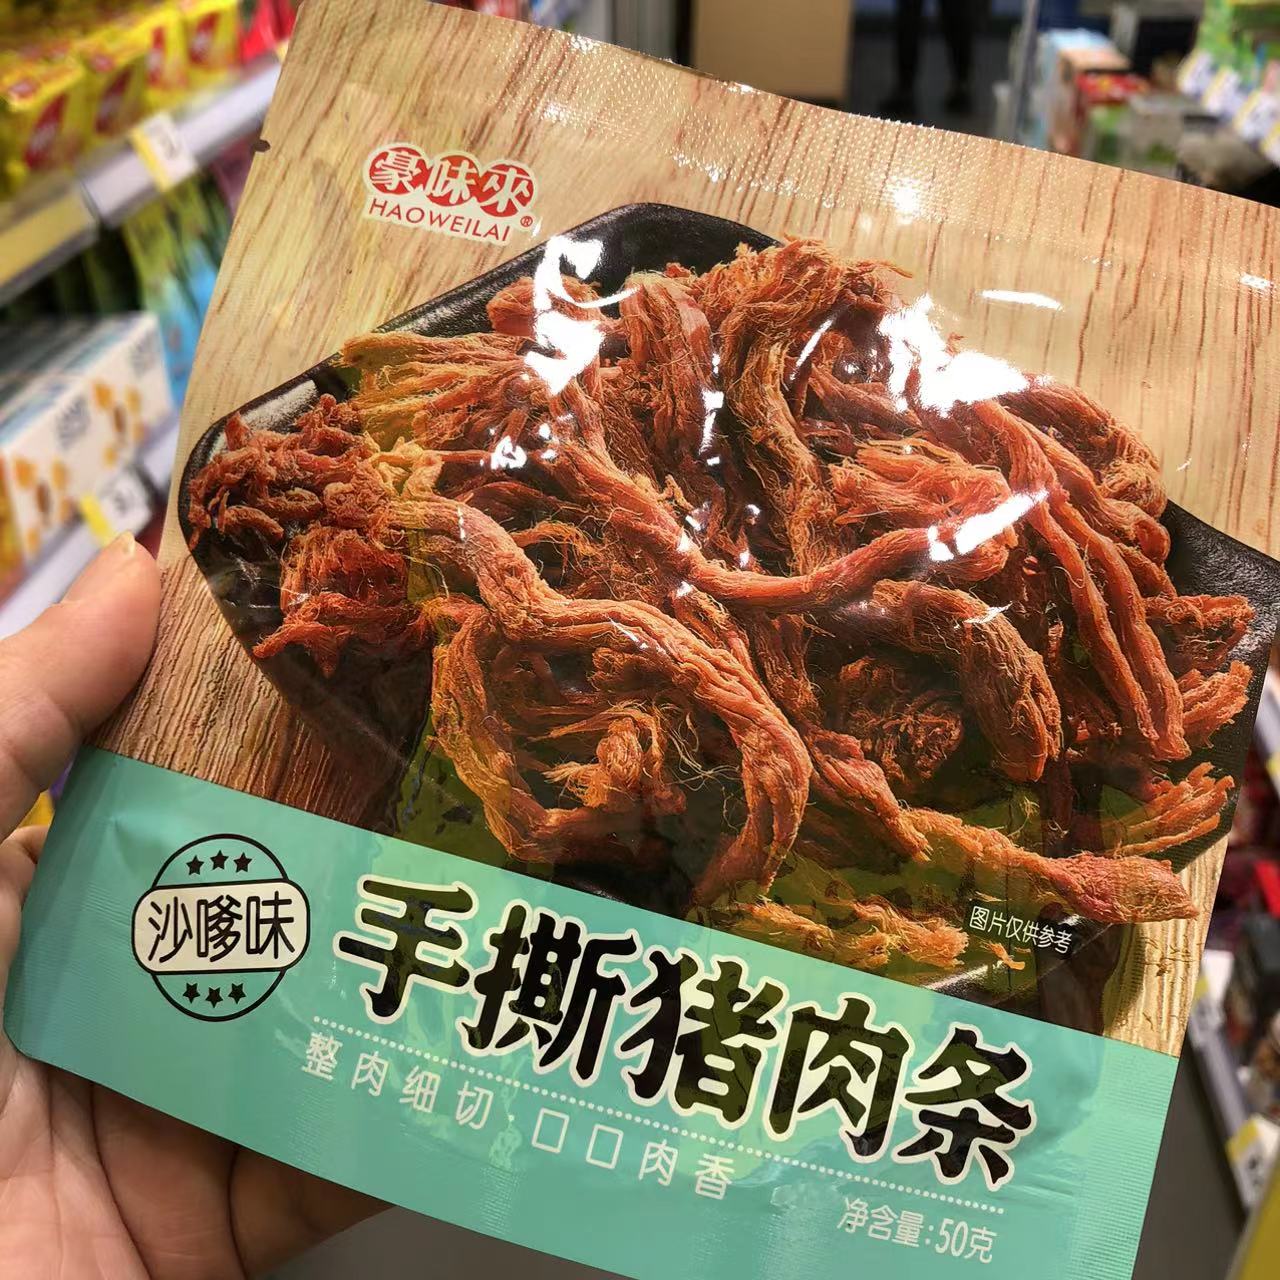 豪味來
HAOWEILAI®
图片仅供参考
沙嗲味
手撕猪肉条
整肉细切 口口肉香
净含量:50克